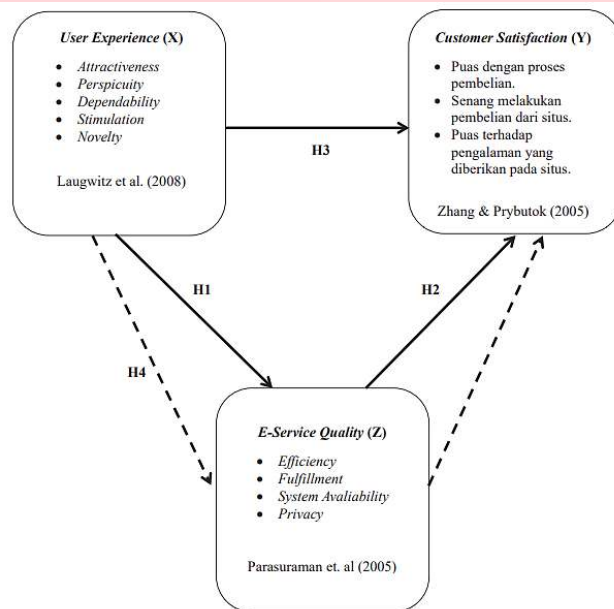 User Experience (X)
• Attractiveness
• Perspicuity
• Dependability
• Stimulation
• Novelty
Laugwitz et al. (2008)
H3
Customer Satisfaction (Y)
• Puas dengan proses
pembelian.
• Senang melakukan
pembelian dari situs.
• Puas terhadap
pengalaman yang
diberikan pada situs.
Zhang & Prybutok (2005)
H1
H2
H4
E-Service Quality (Z)
• Efficiency
• Fulfillment
• System Avaliability
• Privacy
Parasuraman et. al (2005)